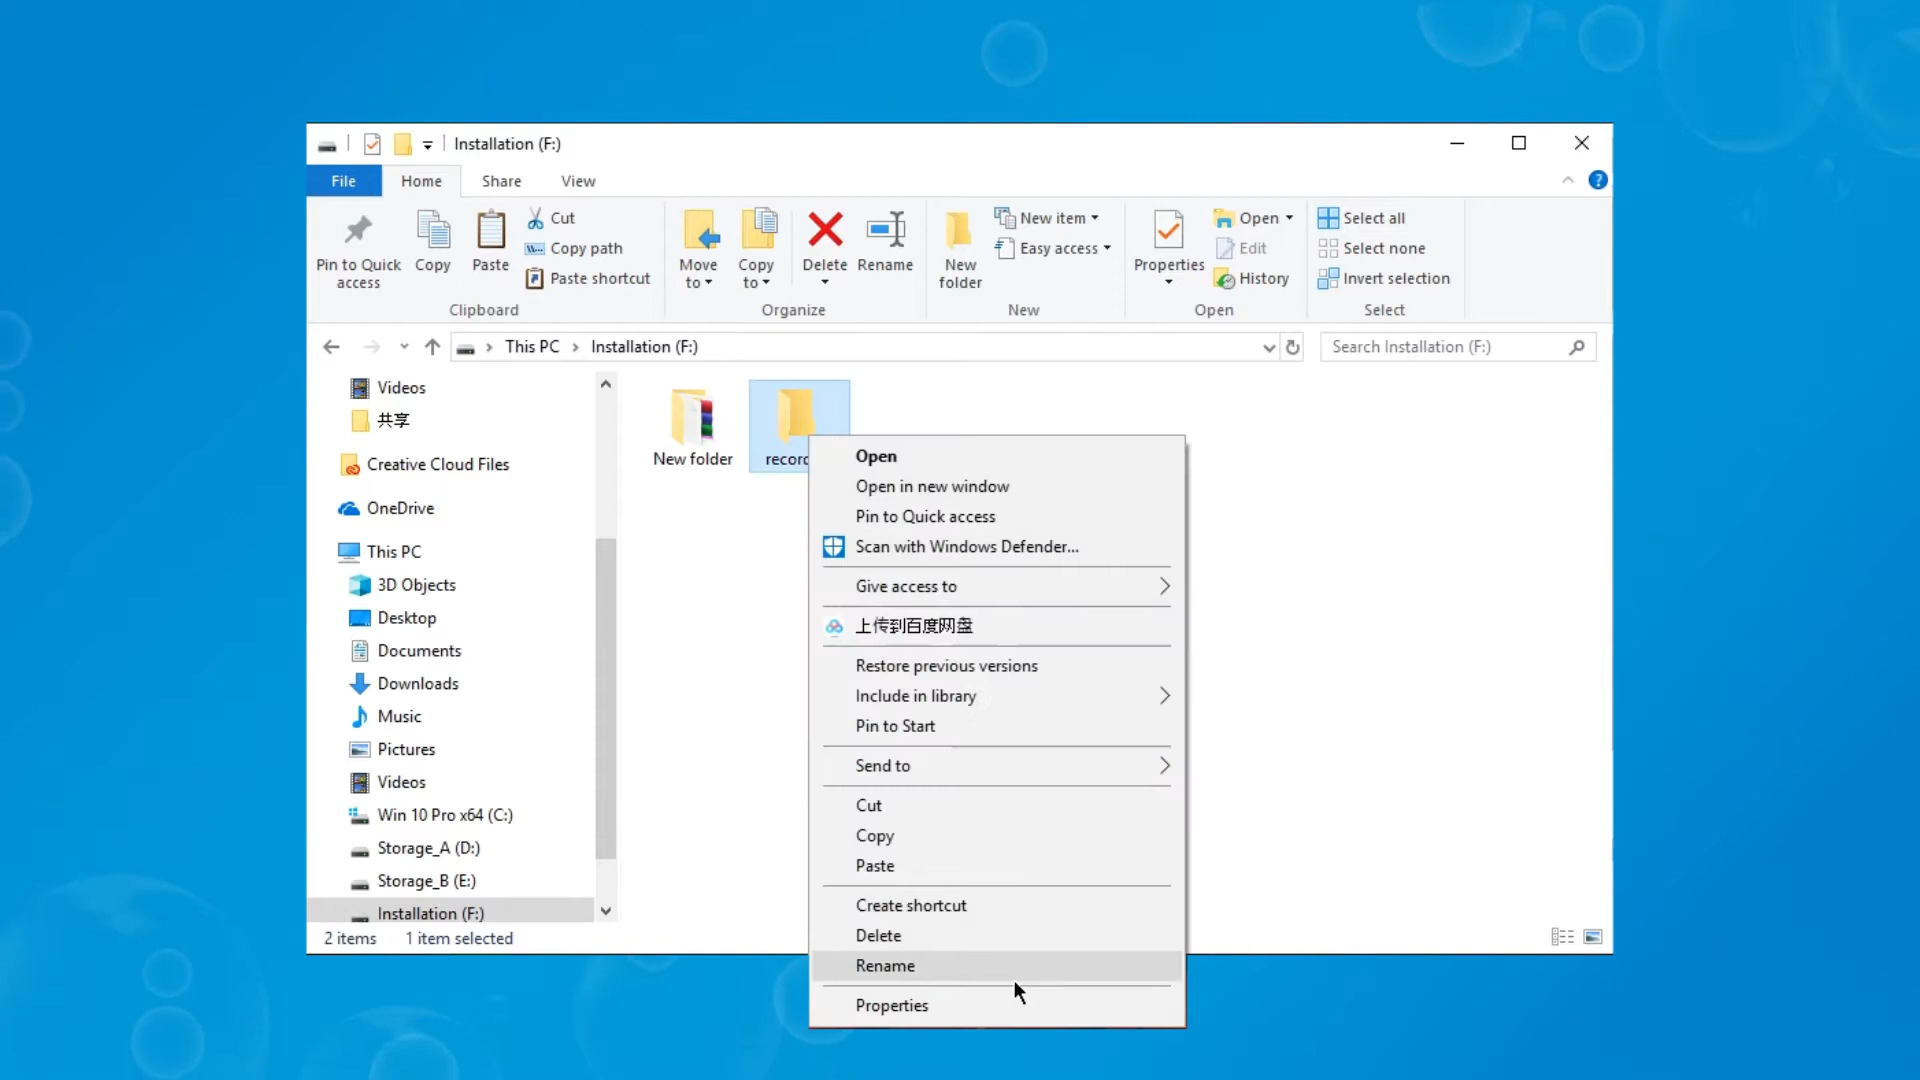 Installation (F:)
File
Home
Share
View
Pin to Quick
access
Copy
Paste
Cut
Copy path
Paste shortcut
Clipboard
Move
to
Copy
to
Delete
Rename
Organize
New
folder
New item
Easy access
New
Properties
Open
Edit
History
Open
Select all
Select none
Invert selection
Select
This PC
Installation (F:)
Search Installation (F:)
Videos
共享
Creative Cloud Files
OneDrive
This PC
3D Objects
Desktop
Documents
Downloads
Music
Pictures
Videos
Win 10 Pro x64 (C:)
Storage_A (D:)
Storage_B (E:)
Installation (F:)
2 items
1 item selected
New folder
Open
Open in new window
Pin to Quick access
Scan with Windows Defender...
Give access to
上传到百度网盘
Restore previous versions
Include in library
Pin to Start
Send to
Cut
Copy
Paste
Create shortcut
Delete
Rename
Properties